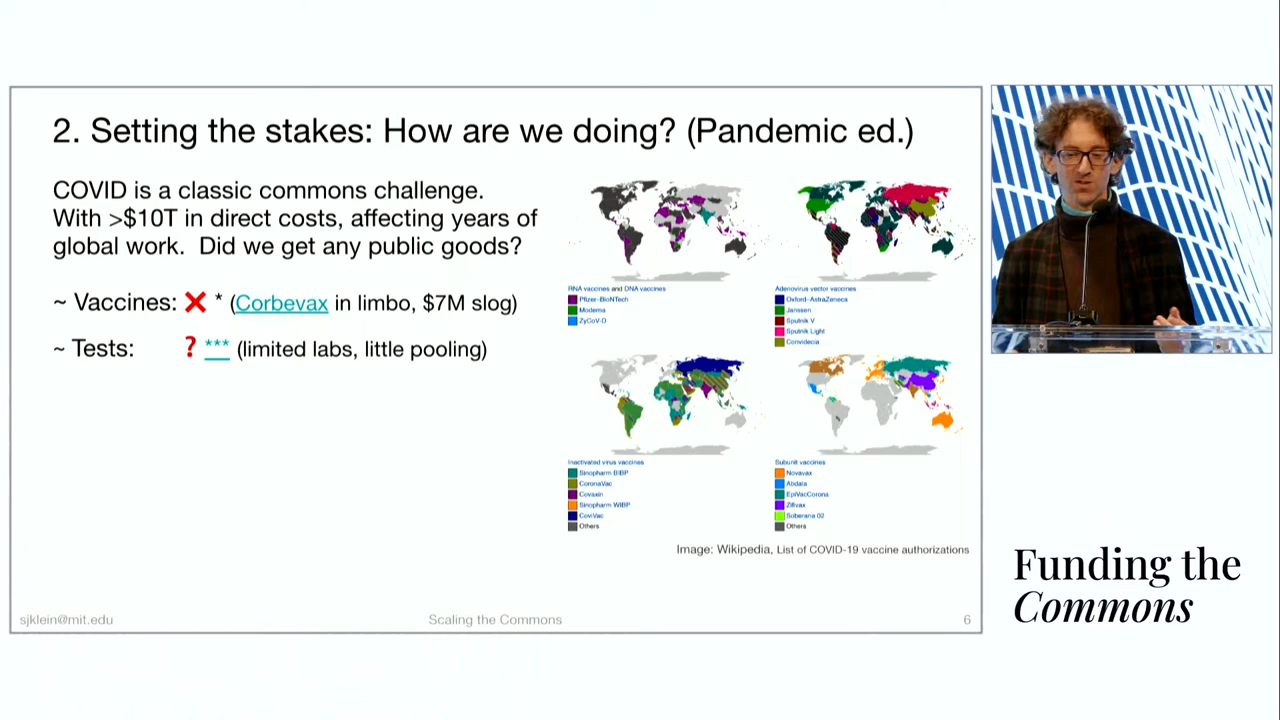 2. Setting the stakes: How are we doing? (Pandemic ed.)
COVID is a classic commons challenge.
With >$10T in direct costs, affecting years of
global work. Did we get any public goods?
~ Vaccines: ❌ * (Corbevax in limbo, $7M slog)
~ Tests: ? *** (limited labs, little pooling)
RNA vaccines and DNA vaccines
Pfizer–BioNTech
Moderna
ZyCoV-D
Adenovirus vector vaccines
Oxford–AstraZeneca
Janssen
Sputnik V
Sputnik Light
Convidecia
Inactivated virus vaccines
Sinopharm BIBP
CoronaVac
Covaxin
Sinopharm WIBP
CoviVac
Others
Subunit vaccines
Novavax
Abdala
EpiVacCorona
Zifivax
Soberana 02
Others
Image: Wikipedia, List of COVID-19 vaccine authorizations
sjklein@mit.edu
Scaling the Commons
6
Funding the
Commons